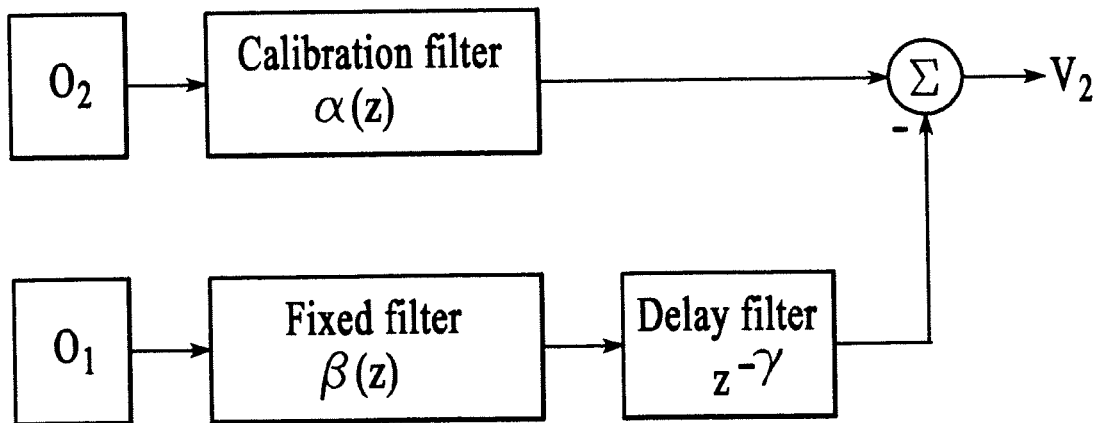 O₂
Calibration filter
α(z)
Σ
V₂
-
O₁
Fixed filter
β(z)
Delay filter
z⁻ᵞ